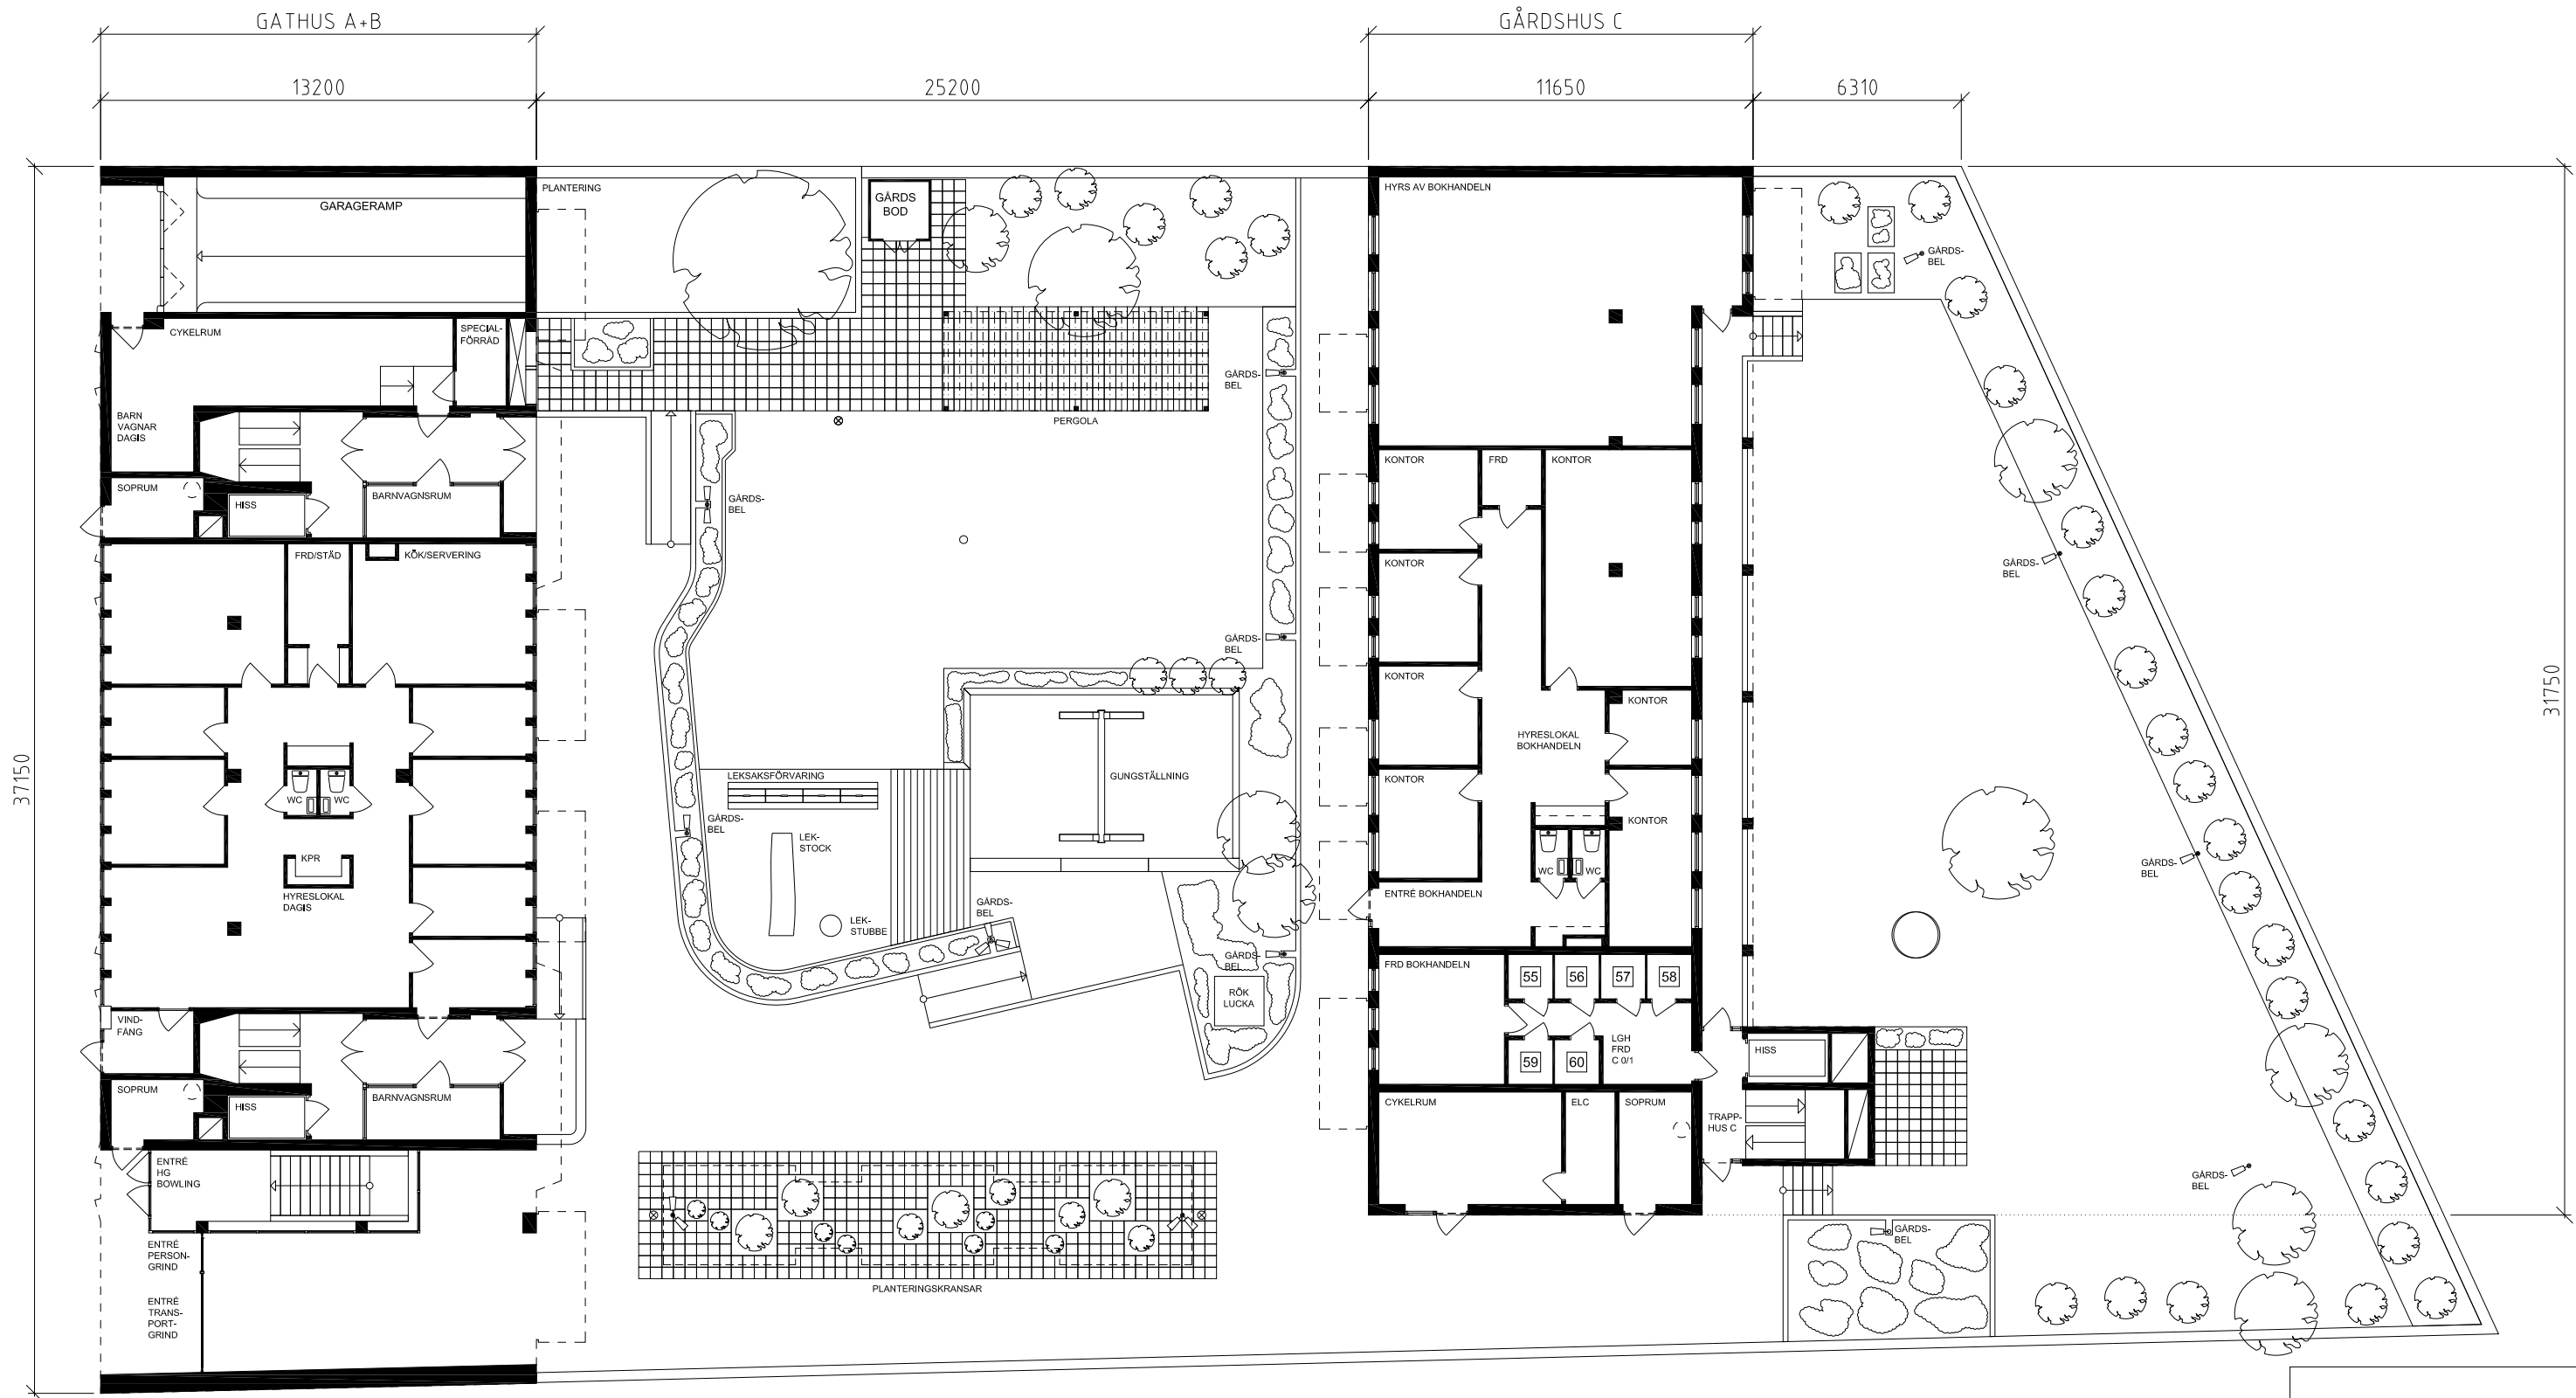 GATHUS A+B
GÅRDSHUS C
13200
25200
11650
6310
37150
31750
GARAGERAMP
CYKELRUM
SPECIAL-
FÖRRÅD
BARN
VAGNAR
DAGIS
SOPRUM
HISS
BARNVAGNSRUM
FRD/STÄD
KÖK/SERVERING
WC
WC
KPR
HYRESLOKAL
DAGIS
VIND-
FÅNG
SOPRUM
HISS
BARNVAGNSRUM
ENTRÉ
HG
BOWLING
ENTRÉ
PERSON-
GRIND
ENTRÉ
TRANS-
PORT-
GRIND
PLANTERING
GÅRDS
BOD
PERGOLA
GÅRDS-
BEL
GÅRDS-
BEL
GÅRDS-
BEL
LEKSAKSFÖRVARING
GUNGSTÄLLNING
GÅRDS-
BEL
LEK-
STOCK
LEK-
STUBBE
GÅRDS-
BEL
GÅRDS-
BEL
RÖK
LUCKA
PLANTERINGSKRANSAR
HYRS AV BOKHANDELN
KONTOR
FRD
KONTOR
KONTOR
KONTOR
KONTOR
HYRESLOKAL
BOKHANDELN
KONTOR
KONTOR
WC
WC
ENTRÉ BOKHANDELN
FRD BOKHANDELN
55
56
57
58
59
60
LGH
FRD
C 0/1
HISS
CYKELRUM
ELC
SOPRUM
TRAPP-
HUS C
GÅRDS-
BEL
GÅRDS-
BEL
GÅRDS-
BEL
GÅRDS-
BEL
GÅRDS-
BEL